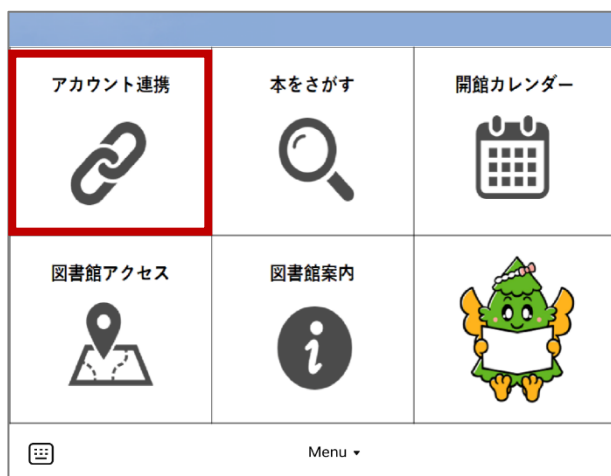 アカウント連携
本をさがす
開館カレンダー
図書館アクセス
図書館案内
Menu ▾